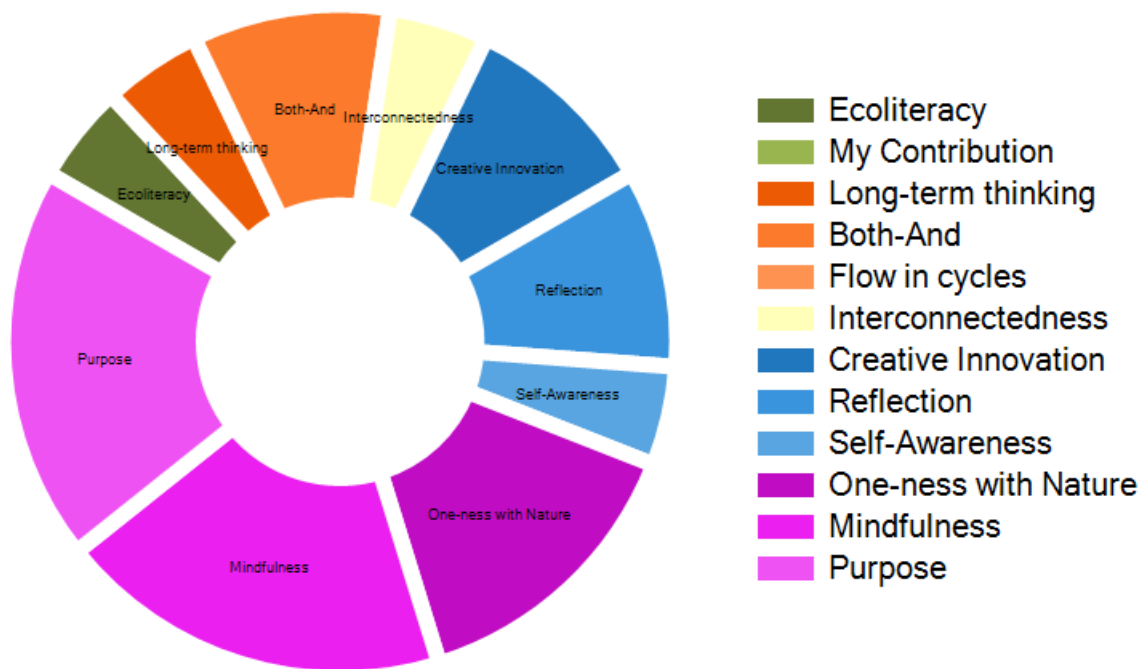 Both-And
Interconnectedness
Long-term thinking
Creative Innovation
Ecoliteracy
Reflection
Purpose
Self-Awareness
One-ness with Nature
Mindfulness
Ecoliteracy
My Contribution
Long-term thinking
Both-And
Flow in cycles
Interconnectedness
Creative Innovation
Reflection
Self-Awareness
One-ness with Nature
Mindfulness
Purpose